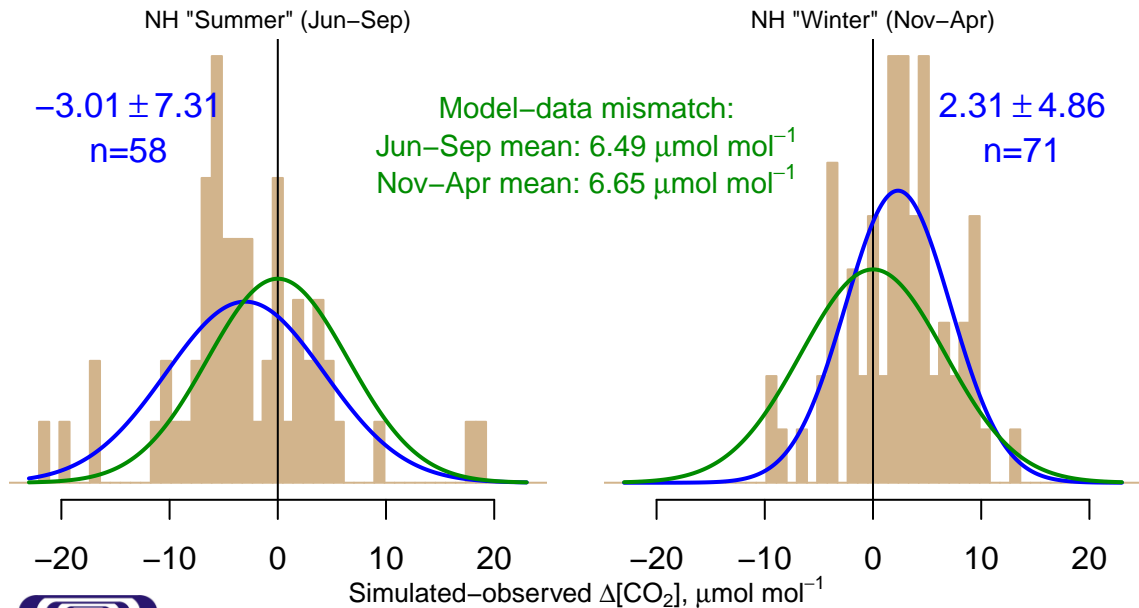 NH "Summer" (Jun−Sep)
NH "Winter" (Nov−Apr)
−3.01 ± 7.31
n=58
Model−data mismatch:
Jun−Sep mean: 6.49 μmol mol⁻¹
Nov−Apr mean: 6.65 μmol mol⁻¹
2.31 ± 4.86
n=71
−20 −10 0 10 20
−20 −10 0 10 20
Simulated−observed Δ[CO₂], μmol mol⁻¹